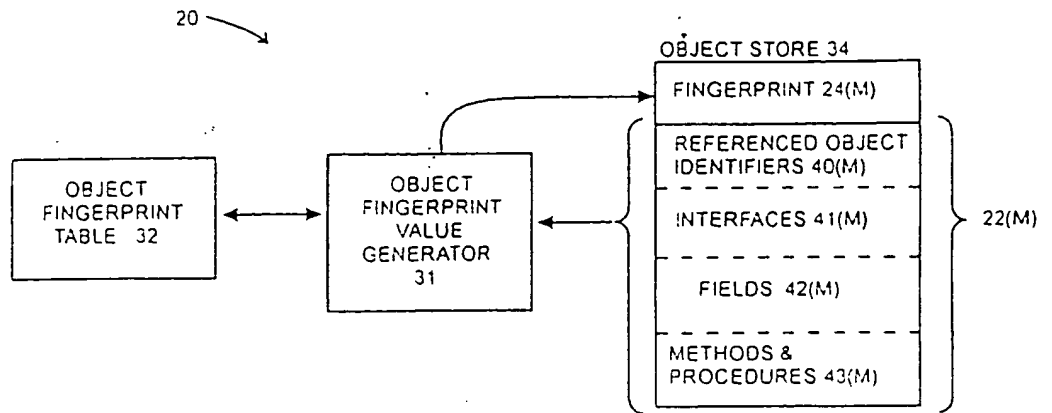 20
OBJECT STORE 34
FINGERPRINT 24(M)
REFERENCED OBJECT
IDENTIFIERS 40(M)
INTERFACES 41(M)
FIELDS 42(M)
METHODS &
PROCEDURES 43(M)
22(M)
OBJECT
FINGERPRINT
VALUE
GENERATOR
31
OBJECT
FINGERPRINT
TABLE 32